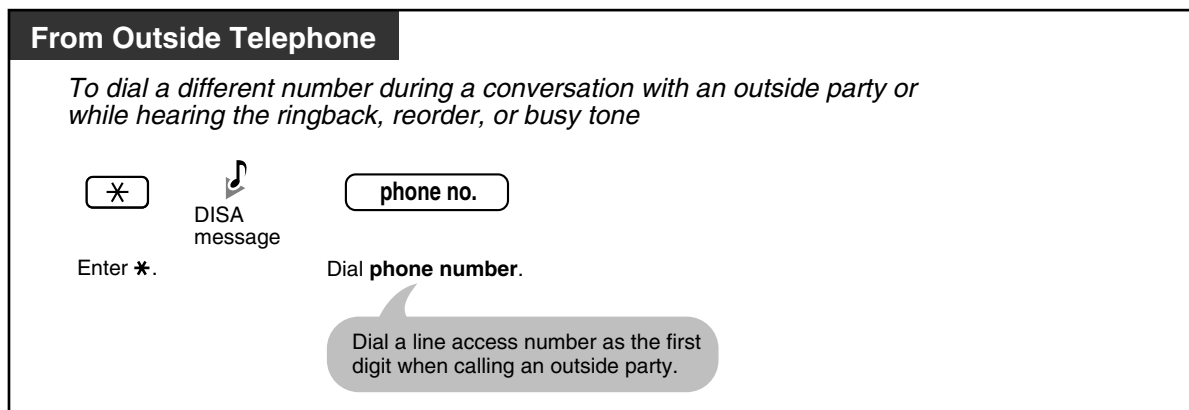 From Outside Telephone
To dial a different number during a conversation with an outside party or
while hearing the ringback, reorder, or busy tone
✳ phone no.
DISA
message
Enter ✳. Dial phone number.
Dial a line access number as the first
digit when calling an outside party.